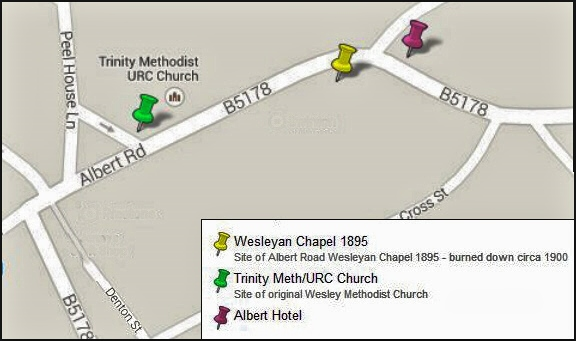 Peel House Ln
Trinity Methodist
URC Church
B5178
B5178
Albert Rd
Cross St
B5178
Denton St
Wesleyan Chapel 1895
Site of Albert Road Wesleyan Chapel 1895 - burned down circa 1900
Trinity Meth/URC Church
Site of original Wesley Methodist Church
Albert Hotel